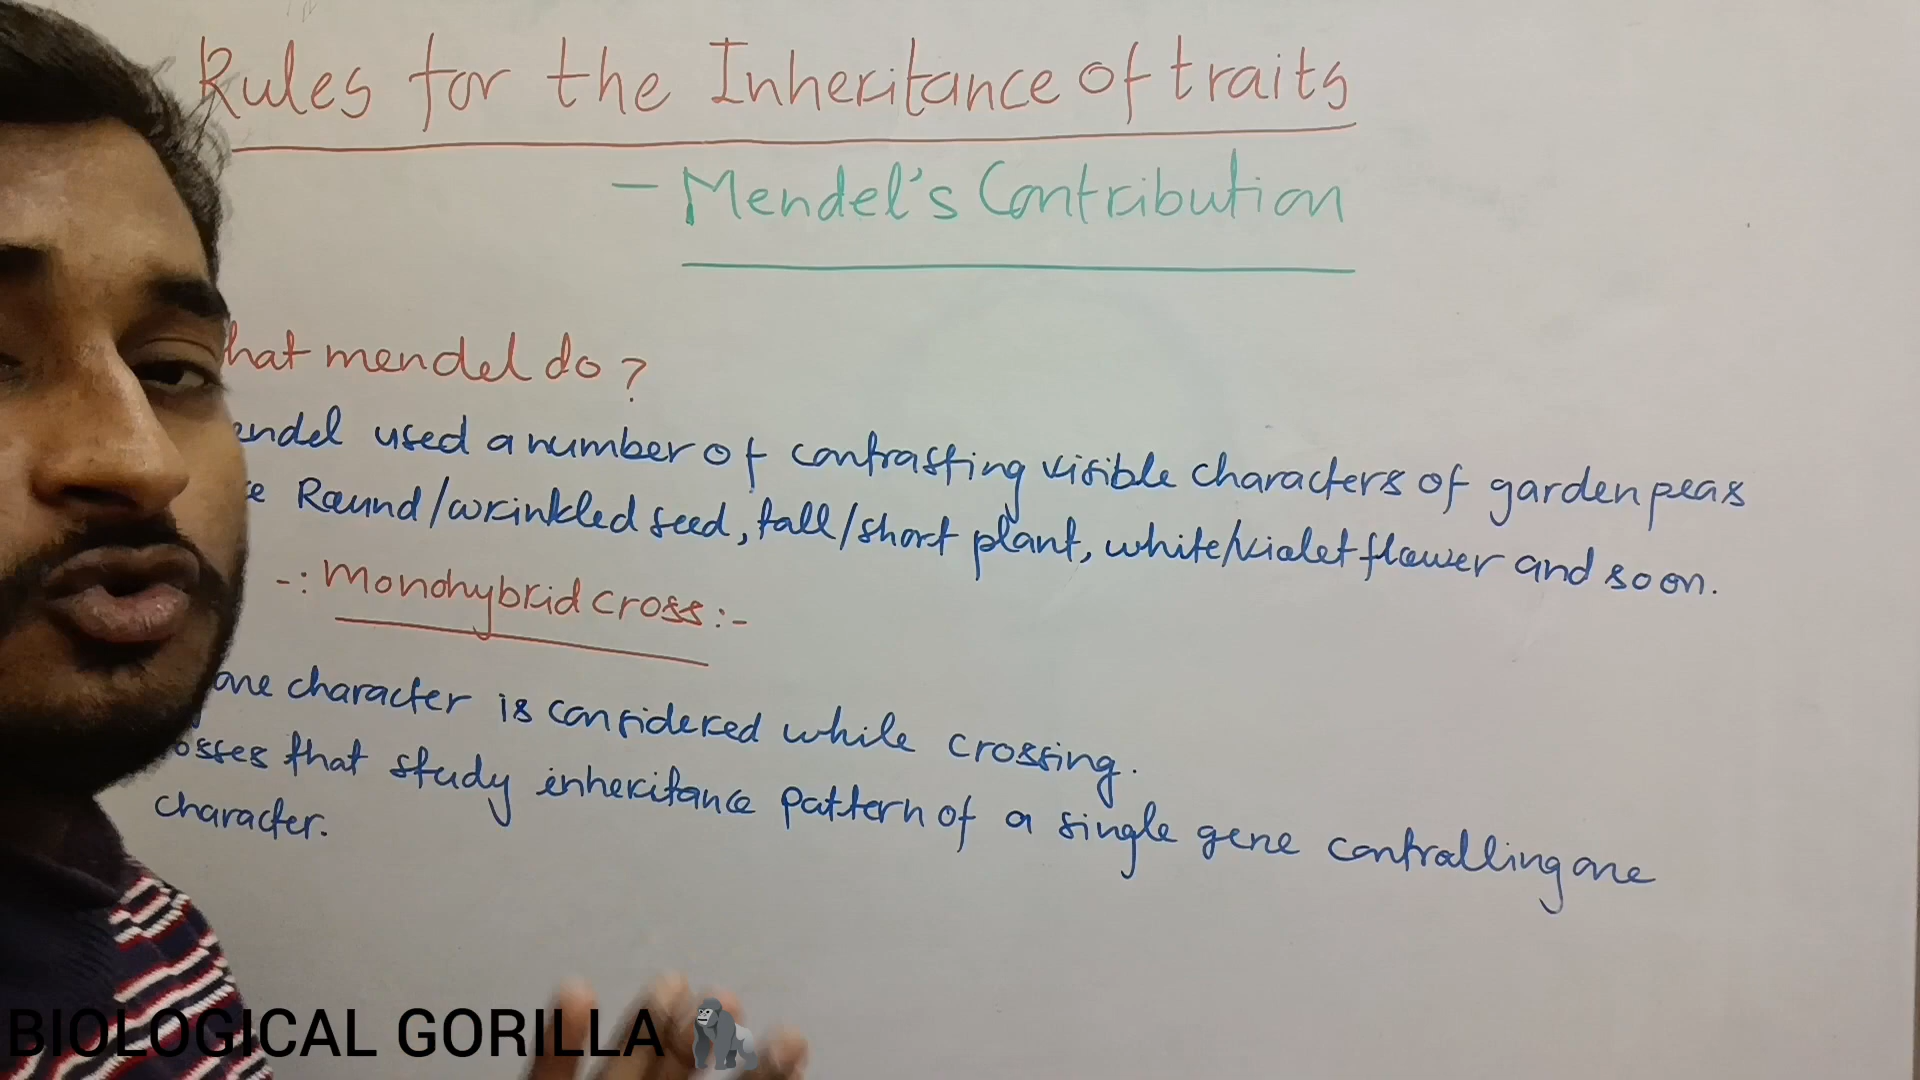 Rules for the Inheritance of traits
- Mendel's Contribution
hat mendel do?
endel used a number of contrasting visible characters of garden peas
e Round/wrinkled seed, tall/short plant, white/violet flower and so on.
-: Monohybrid cross :-
one character is considered while crossing.
osses that study inheritance pattern of a single gene controlling one
character.
BIOLOGICAL GORILLA